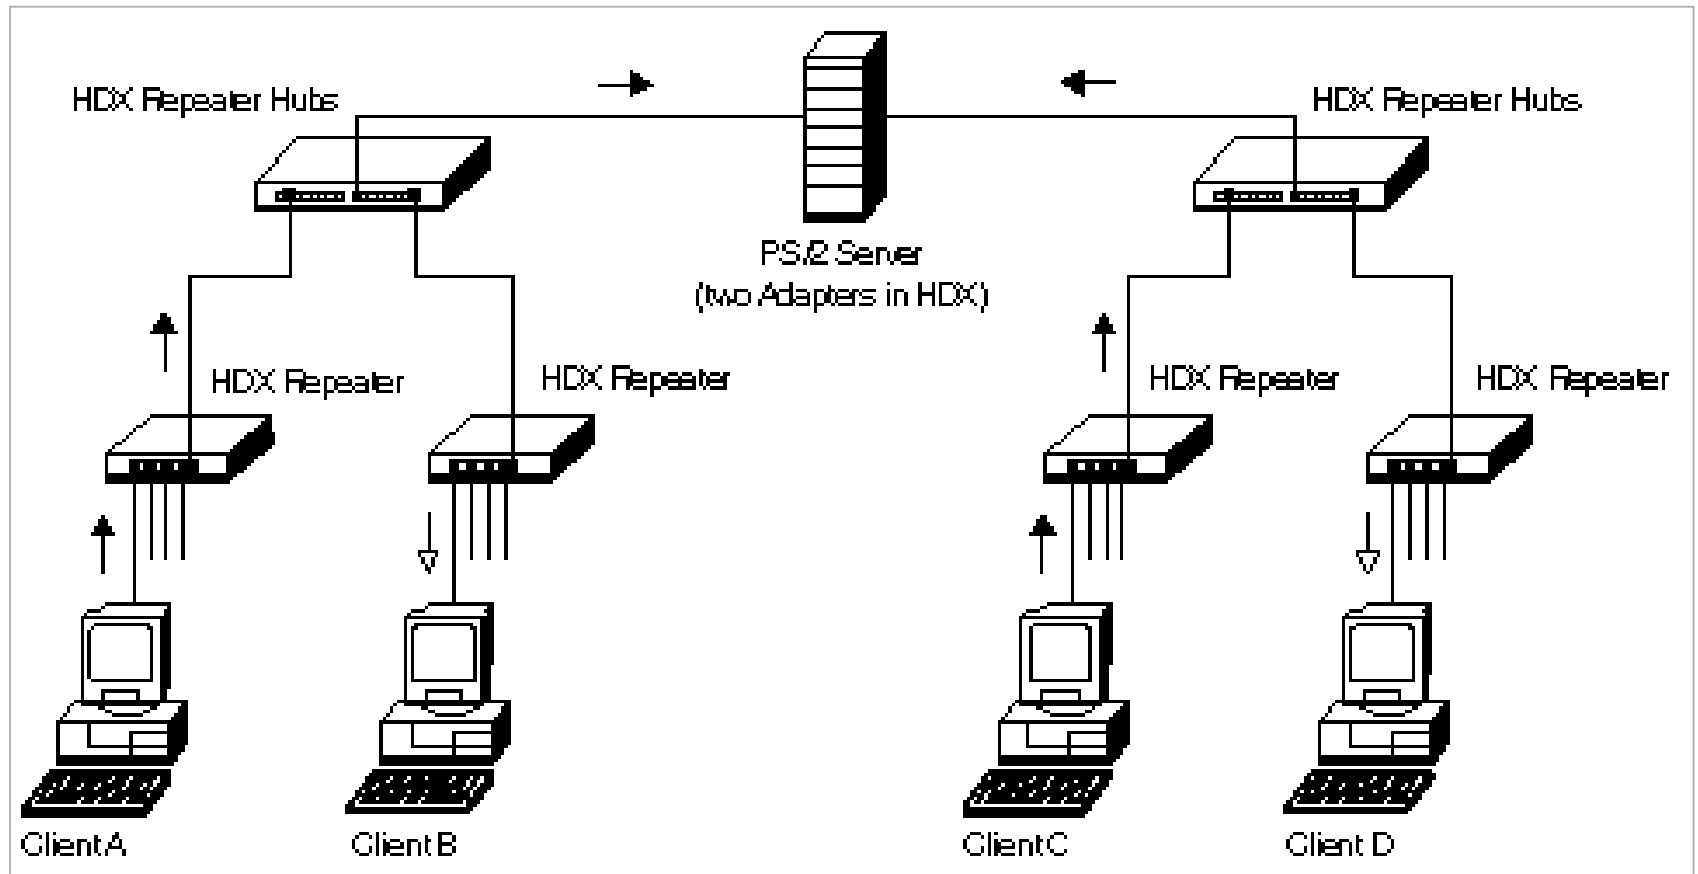 HDX Repeater Hubs
HDX Repeater Hubs
PS/2 Server
(two Adapters in HDX)
HDX Repeater
HDX Repeater
HDX Repeater
HDX Repeater
Client A
Client B
Client C
Client D